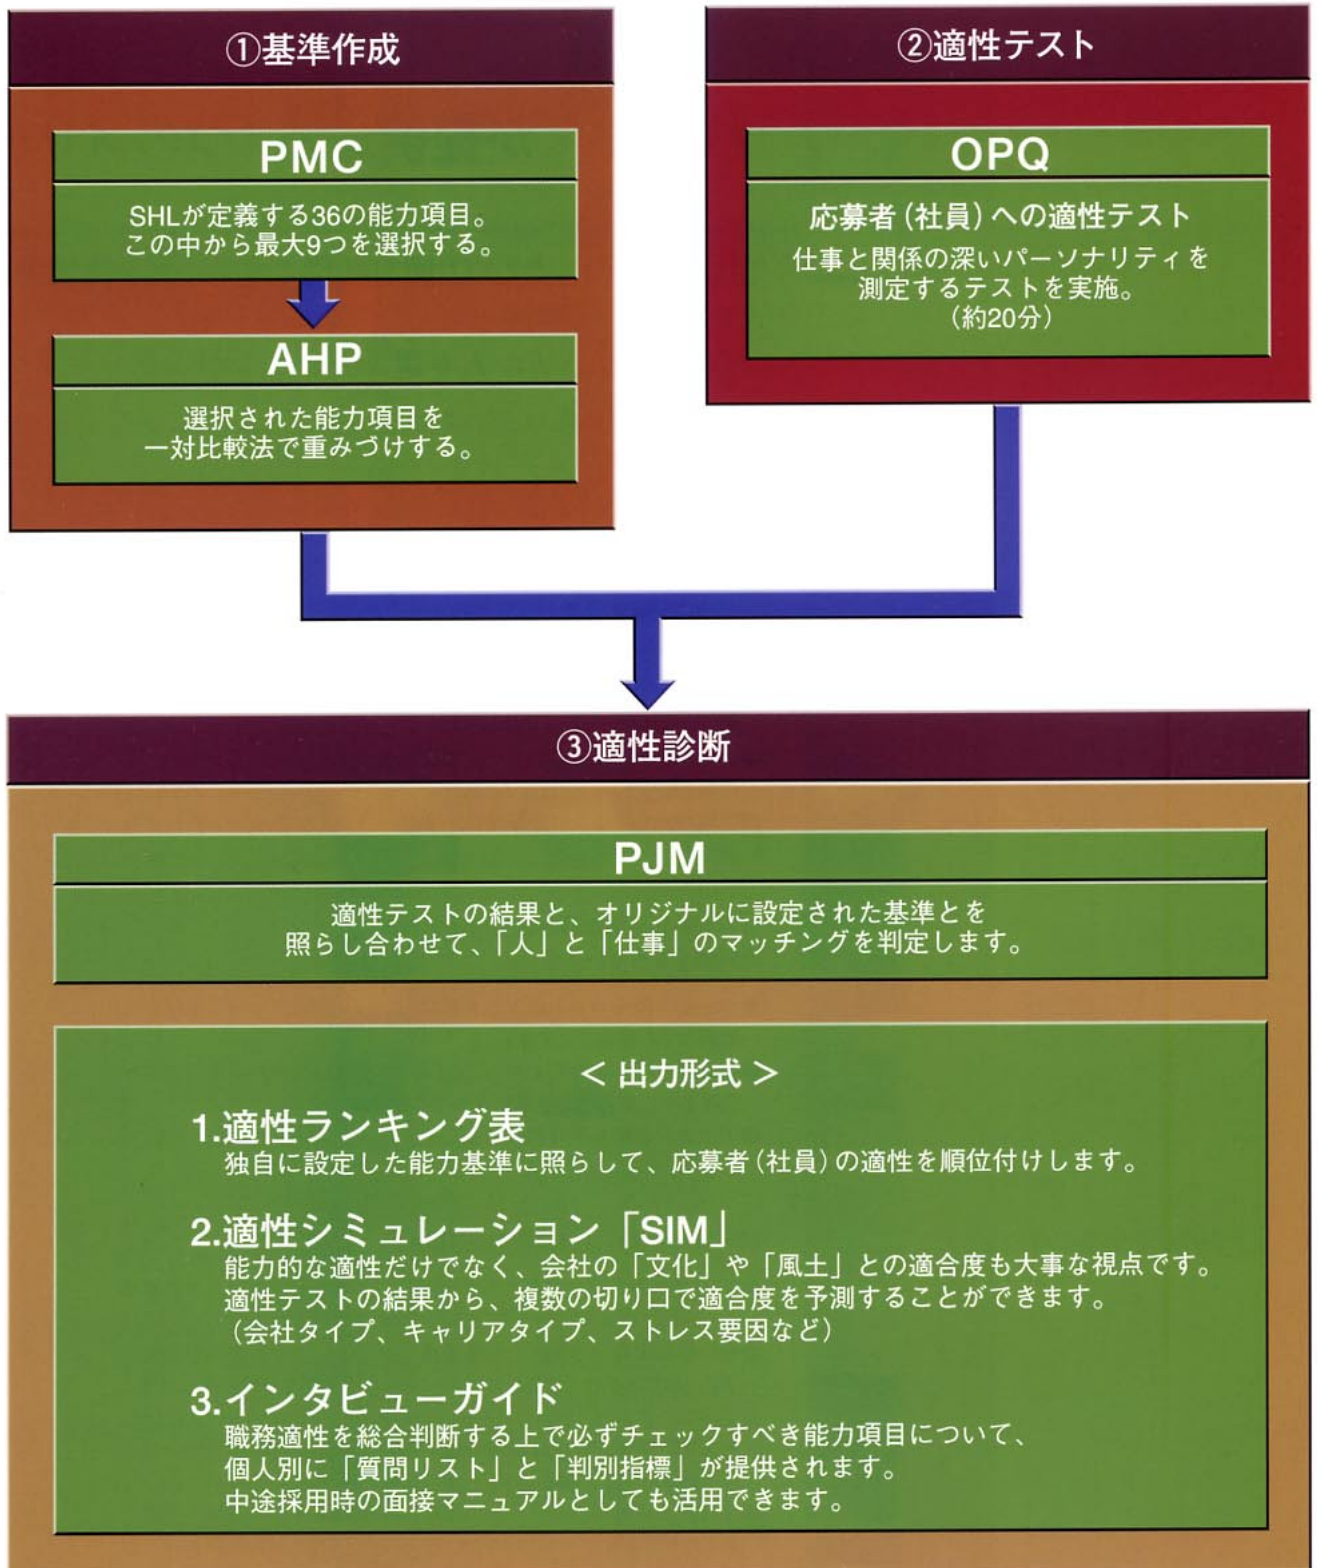 ①基準作成
PMC
SHLが定義する36の能力項目。
この中から最大9つを選択する。
AHP
選択された能力項目を
一対比較法で重みづけする。
②適性テスト
OPQ
応募者(社員)への適性テスト
仕事と関係の深いパーソナリティを
測定するテストを実施。
(約20分)
③適性診断
PJM
適性テストの結果と、オリジナルに設定された基準とを
照らし合わせて、「人」と「仕事」のマッチングを判定します。
< 出力形式 >
1.適性ランキング表
独自に設定した能力基準に照らして、応募者(社員)の適性を順位付けします。
2.適性シミュレーション「SIM」
能力的な適性だけでなく、会社の「文化」や「風土」との適合度も大事な視点です。
適性テストの結果から、複数の切り口で適合度を予測することができます。
(会社タイプ、キャリアタイプ、ストレス要因など)
3.インタビューガイド
職務適性を総合判断する上で必ずチェックすべき能力項目について、
個人別に「質問リスト」と「判別指標」が提供されます。
中途採用時の面接マニュアルとしても活用できます。